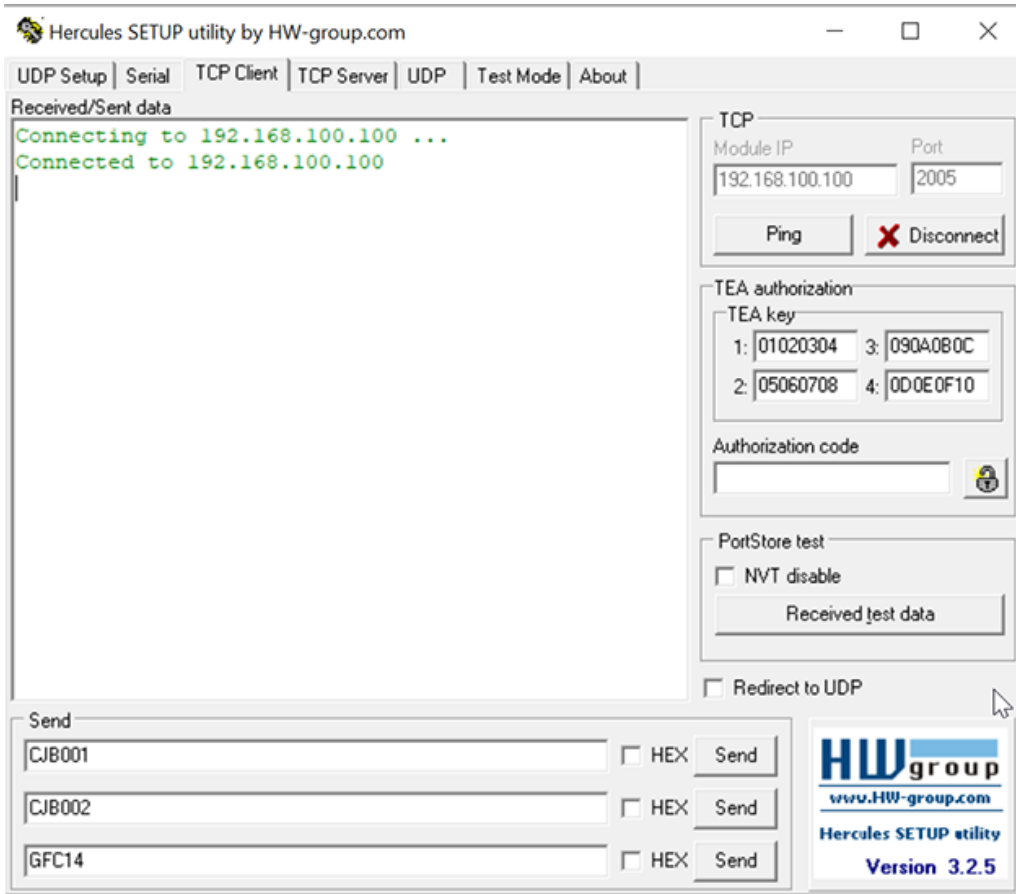 Hercules SETUP utility by HW-group.com
UDP Setup Serial TCP Client TCP Server UDP Test Mode About
Received/Sent data
Connecting to 192.168.100.100 ...
Connected to 192.168.100.100
TCP
Module IP Port
192.168.100.100 2005
Ping Disconnect
TEA authorization
TEA key
1: 01020304 3: 090A0B0C
2: 05060708 4: 0D0E0F10
Authorization code
PortStore test
NVT disable
Received test data
Redirect to UDP
Send
CJB001 HEX Send
CJB002 HEX Send
GFC14 HEX Send
HWgroup
www.HW-group.com
Hercules SETUP utility
Version 3.2.5